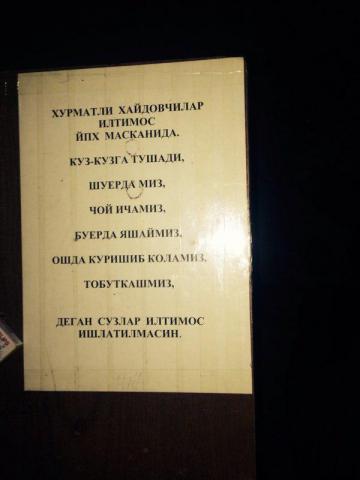 ХУРМАТЛИ ХАЙДОВЧИЛАР
ИЛТИМОС
ЙПХ МАСКАНИДА.
КУЗ-КУЗГА ТУШАДИ,
ШУЕРДА МИЗ,
ЧОЙ ИЧАМИЗ,
БУЕРДА ЯШАЙМИЗ,
ОШДА КУРИШИБ КОЛАМИЗ,
ТОБУТКАШМИЗ,
ДЕГАН СУЗЛАР ИЛТИМОС
ИШЛАТИЛМАСИН.